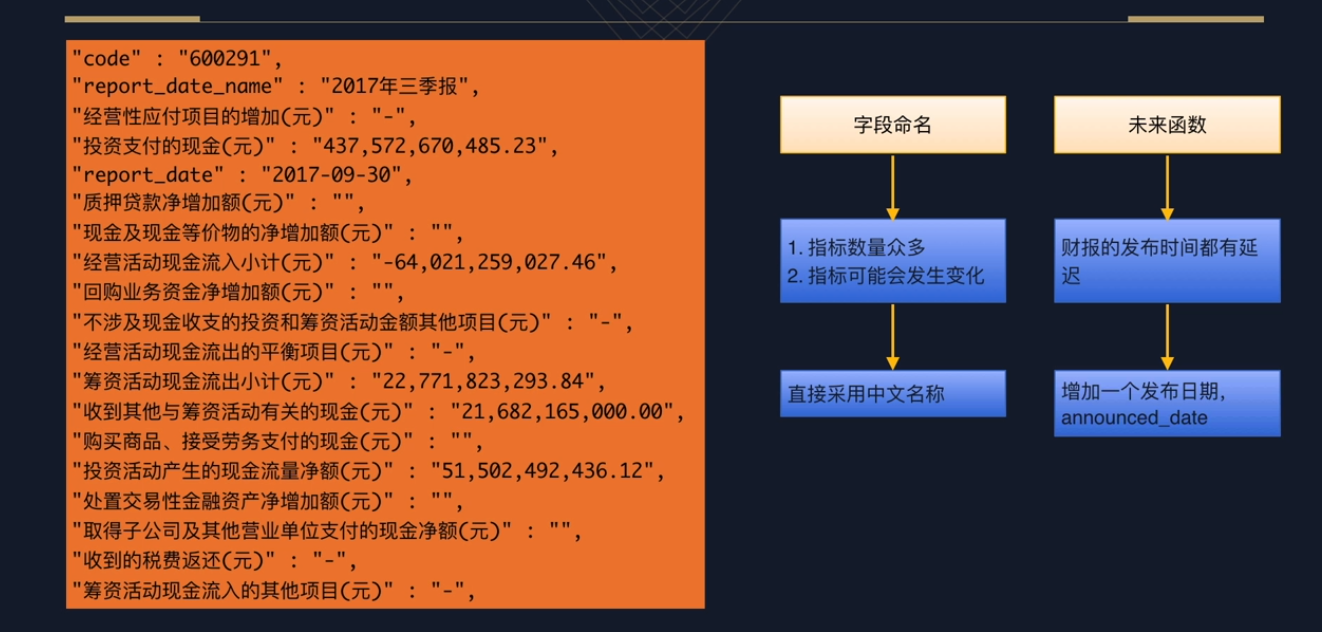 "code" : "600291",
"report_date_name" : "2017年三季报",
"经营性应付项目的增加(元)" : "-",
"投资支付的现金(元)" : "437,572,670,485.23",
"report_date" : "2017-09-30",
"质押贷款净增加额(元)" : "",
"现金及现金等价物的净增加额(元)" : "",
"经营活动现金流入小计(元)" : "-64,021,259,027.46",
"回购业务资金净增加额(元)" : "",
"不涉及现金收支的投资和筹资活动金额其他项目(元)" : "-",
"经营活动现金流出的平衡项目(元)" : "-",
"筹资活动现金流出小计(元)" : "22,771,823,293.84",
"收到其他与筹资活动有关的现金(元)" : "21,682,165,000.00",
"购买商品、接受劳务支付的现金(元)" : "",
"投资活动产生的现金流量净额(元)" : "51,502,492,436.12",
"处置交易性金融资产净增加额(元)" : "",
"取得子公司及其他营业单位支付的现金净额(元)" : "",
"收到的税费返还(元)" : "-",
"筹资活动现金流入的其他项目(元)" : "-",
字段命名
1. 指标数量众多
2. 指标可能会发生变化
直接采用中文名称
未来函数
财报的发布时间都有延
迟
增加一个发布日期,
announced_date